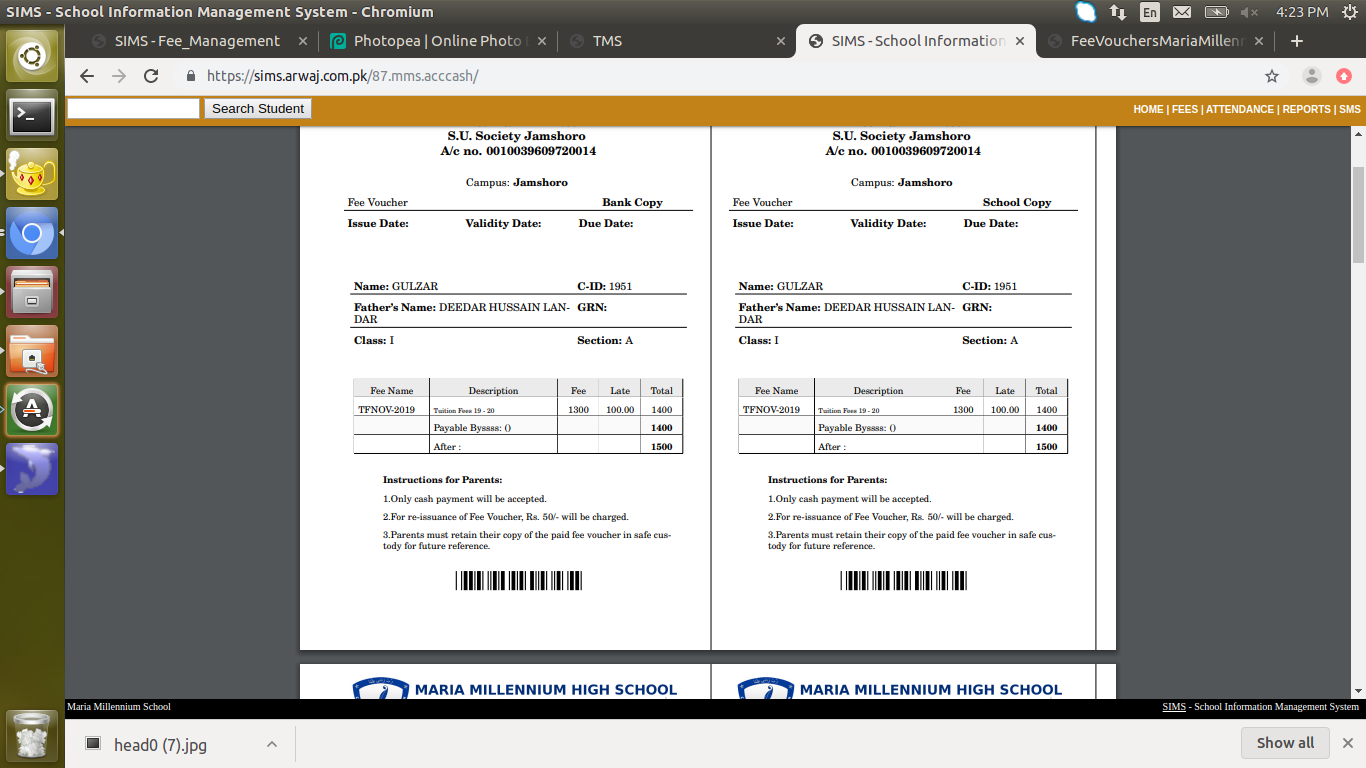 SIMS - School Information Management System - Chromium
En
4:23 PM
SIMS - Fee_Management
Photopea | Online Photo
TMS
SIMS - School Information
FeeVouchersMariaMillenn
https://sims.arwaj.com.pk/87.mms.acccash/
Search Student
HOME | FEES | ATTENDANCE | REPORTS | SMS
S.U. Society Jamshoro
A/c no. 0010039609720014
Campus: Jamshoro
Fee Voucher Bank Copy
Issue Date: Validity Date: Due Date:
Name: GULZAR C-ID: 1951
Father's Name: DEEDAR HUSSAIN LAN- GRN:
DAR
Class: I Section: A
Fee Name Description Fee Late Total
TFNOV-2019 Tuition Fees 19 - 20 1300 100.00 1400
Payable Byssss: () 1400
After : 1500
Instructions for Parents:
1.Only cash payment will be accepted.
2.For re-issuance of Fee Voucher, Rs. 50/- will be charged.
3.Parents must retain their copy of the paid fee voucher in safe cus-
tody for future reference.
S.U. Society Jamshoro
A/c no. 0010039609720014
Campus: Jamshoro
Fee Voucher School Copy
Issue Date: Validity Date: Due Date:
Name: GULZAR C-ID: 1951
Father's Name: DEEDAR HUSSAIN LAN- GRN:
DAR
Class: I Section: A
Fee Name Description Fee Late Total
TFNOV-2019 Tuition Fees 19 - 20 1300 100.00 1400
Payable Byssss: () 1400
After : 1500
Instructions for Parents:
1.Only cash payment will be accepted.
2.For re-issuance of Fee Voucher, Rs. 50/- will be charged.
3.Parents must retain their copy of the paid fee voucher in safe cus-
tody for future reference.
MARIA MILLENNIUM HIGH SCHOOL
MARIA MILLENNIUM HIGH SCHOOL
Maria Millennium School
SIMS - School Information Management System
head0 (7).jpg
Show all